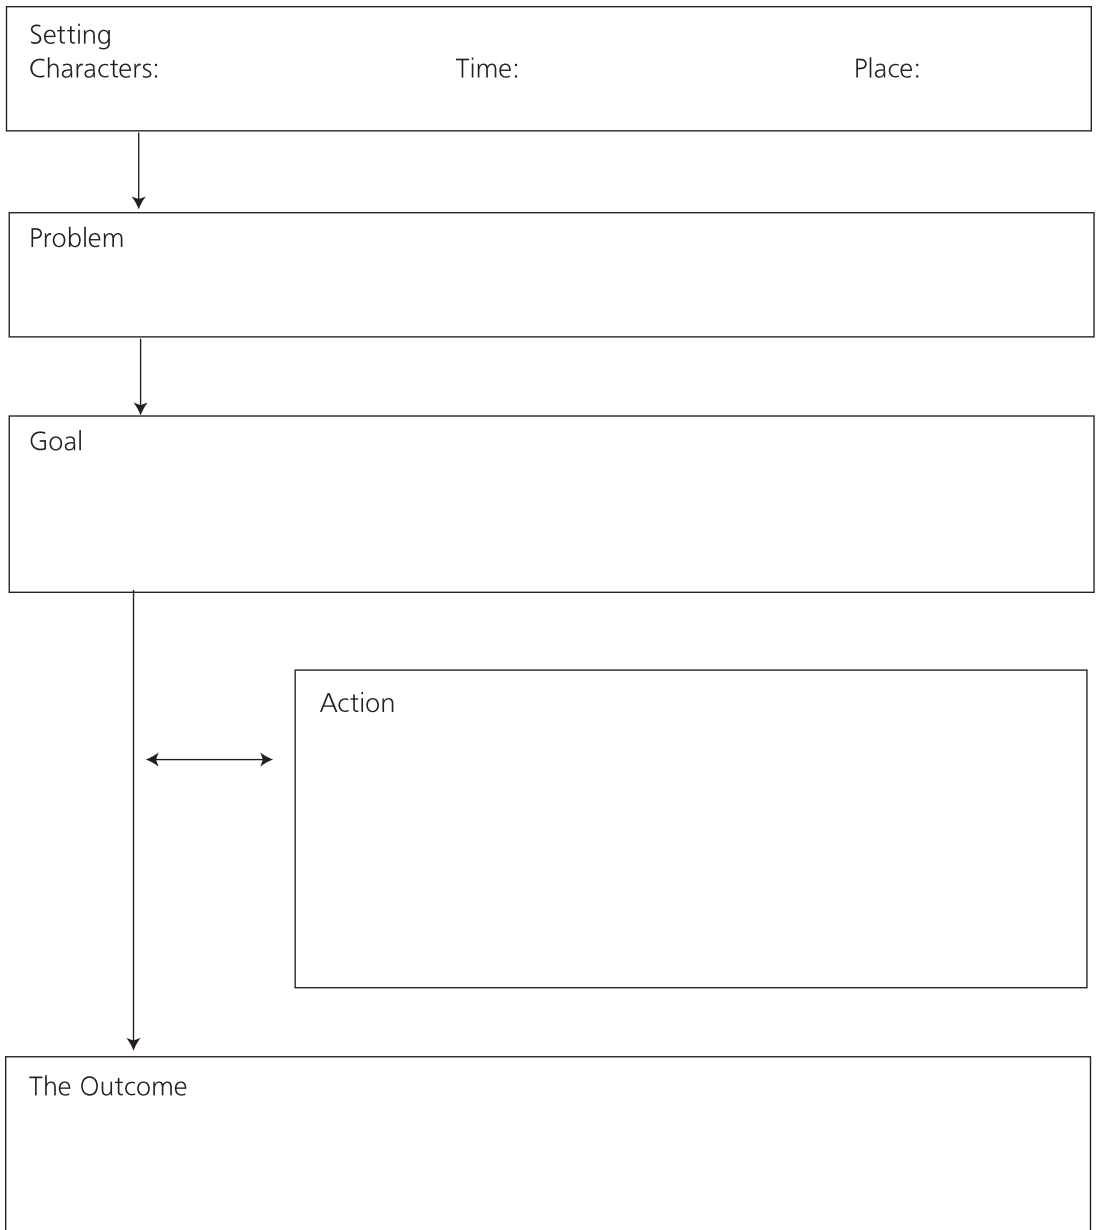 Setting
Characters: Time: Place:
Problem
Goal
Action
The Outcome